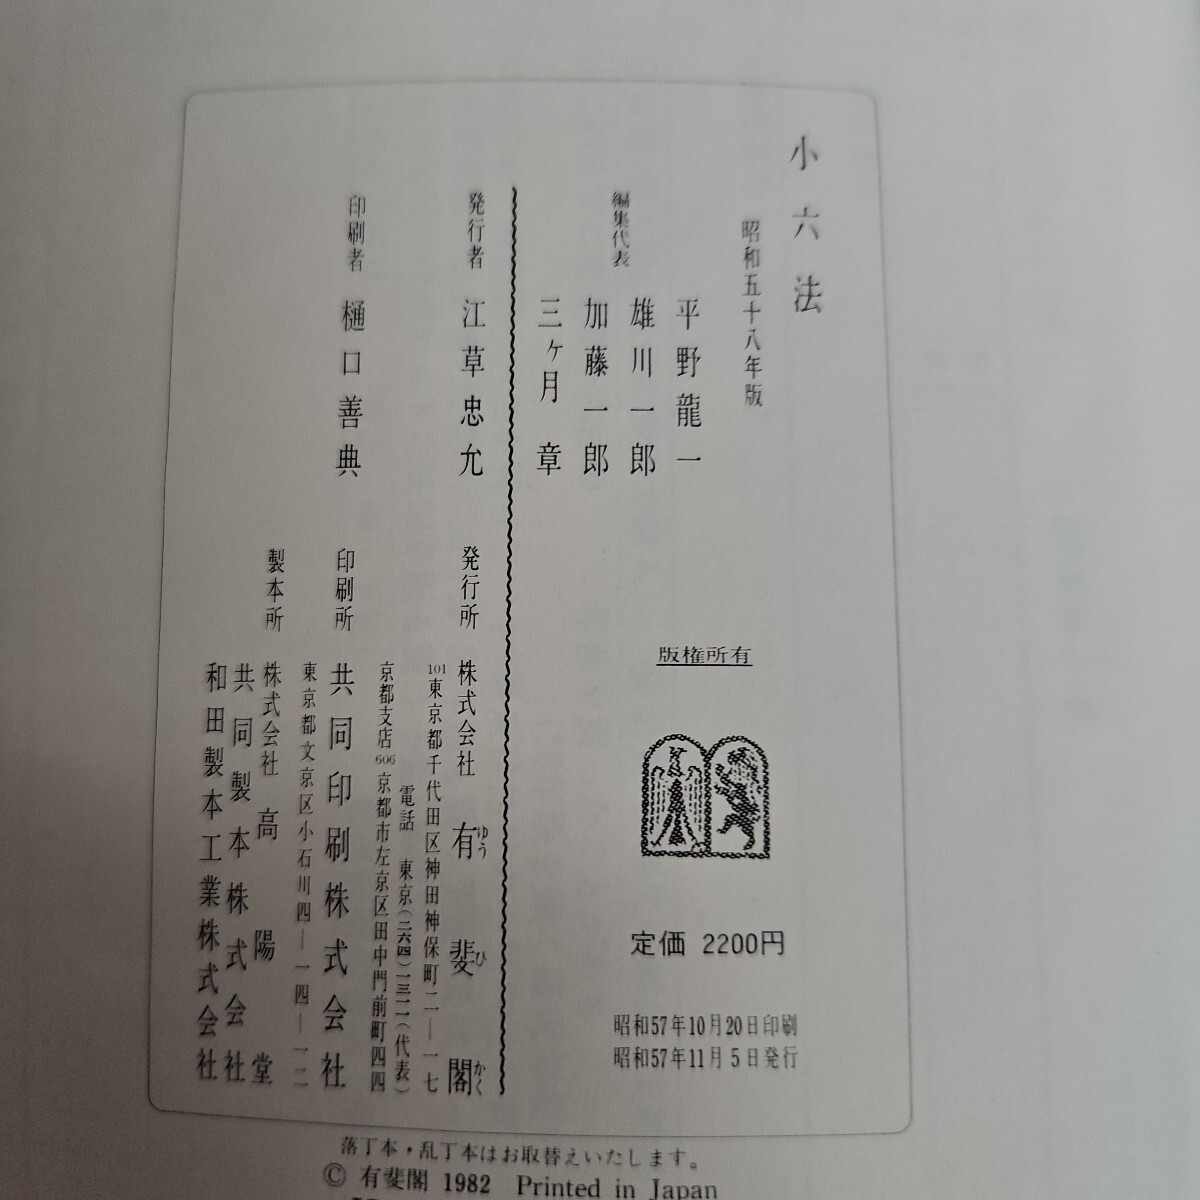 小六法
昭和五十八年版
編集代表
平野龍一
雄川一郎
加藤一郎
三ヶ月章
版権所有
定価 2200円
昭和57年10月20日印刷
昭和57年11月5日発行
発行者 江草忠允
印刷者 樋口善典
発行所 株式会社 有斐閣
ゆうひかく
101東京都千代田区神田神保町二―一七
電話 東京(二六四)一三一一(代表)
京都支店 606京都市左京区田中門前町四四
印刷所 共同印刷株式会社
東京都文京区小石川四―一四―一二
製本所 株式会社 高陽堂
共同製本株式会社
和田製本工業株式会社
落丁本・乱丁本はお取替えいたします。
© 有斐閣 1982 Printed in Japan